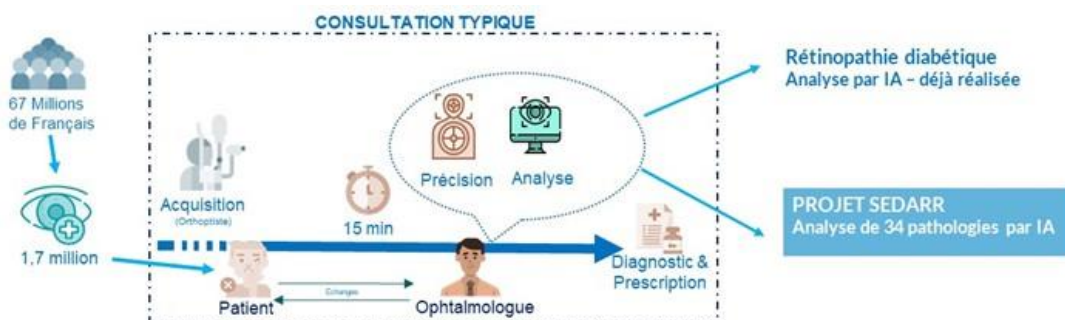 CONSULTATION TYPIQUE
67 Millions
de Français
1,7 million
Acquisition
(Orthoptiste)
15 min
Précision
Analyse
Patient
Echanges
Ophtalmologue
Diagnostic &
Prescription
Rétinopathie diabétique
Analyse par IA – déjà réalisée
PROJET SEDARR
Analyse de 34 pathologies par IA